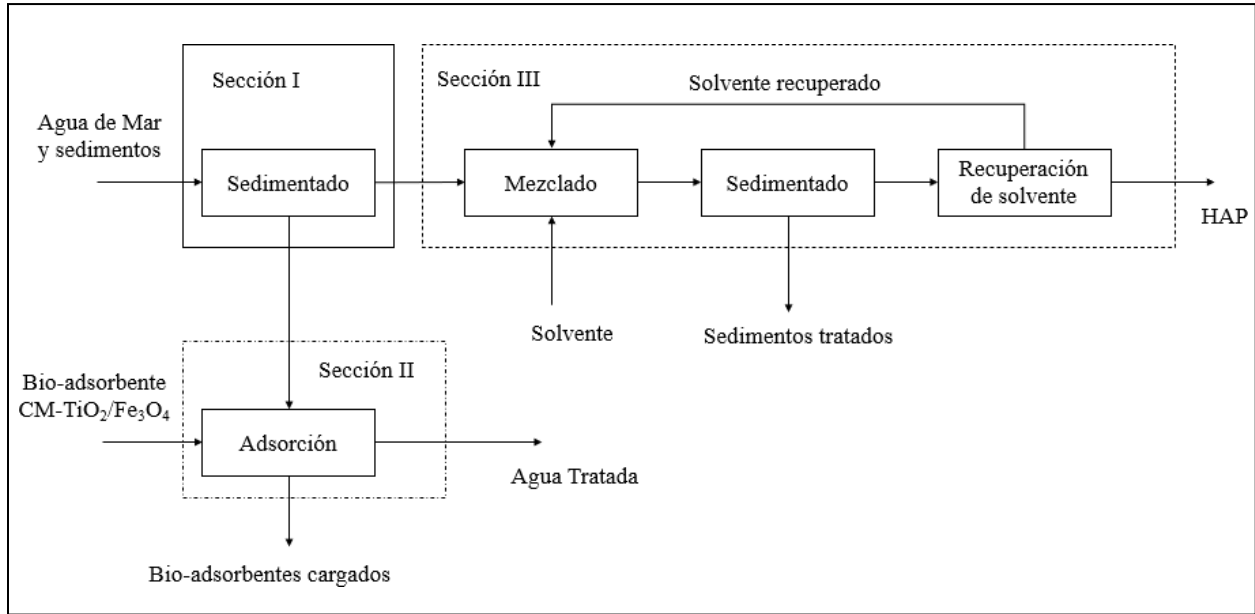 Sección I
Sección III
Solvente recuperado
Agua de Mar
y sedimentos
Sedimentado
Mezclado
Sedimentado
Recuperación
de solvente
HAP
Solvente
Sedimentos tratados
Sección II
Bio-adsorbente
CM-TiO₂/Fe₃O₄
Adsorción
Agua Tratada
Bio-adsorbentes cargados